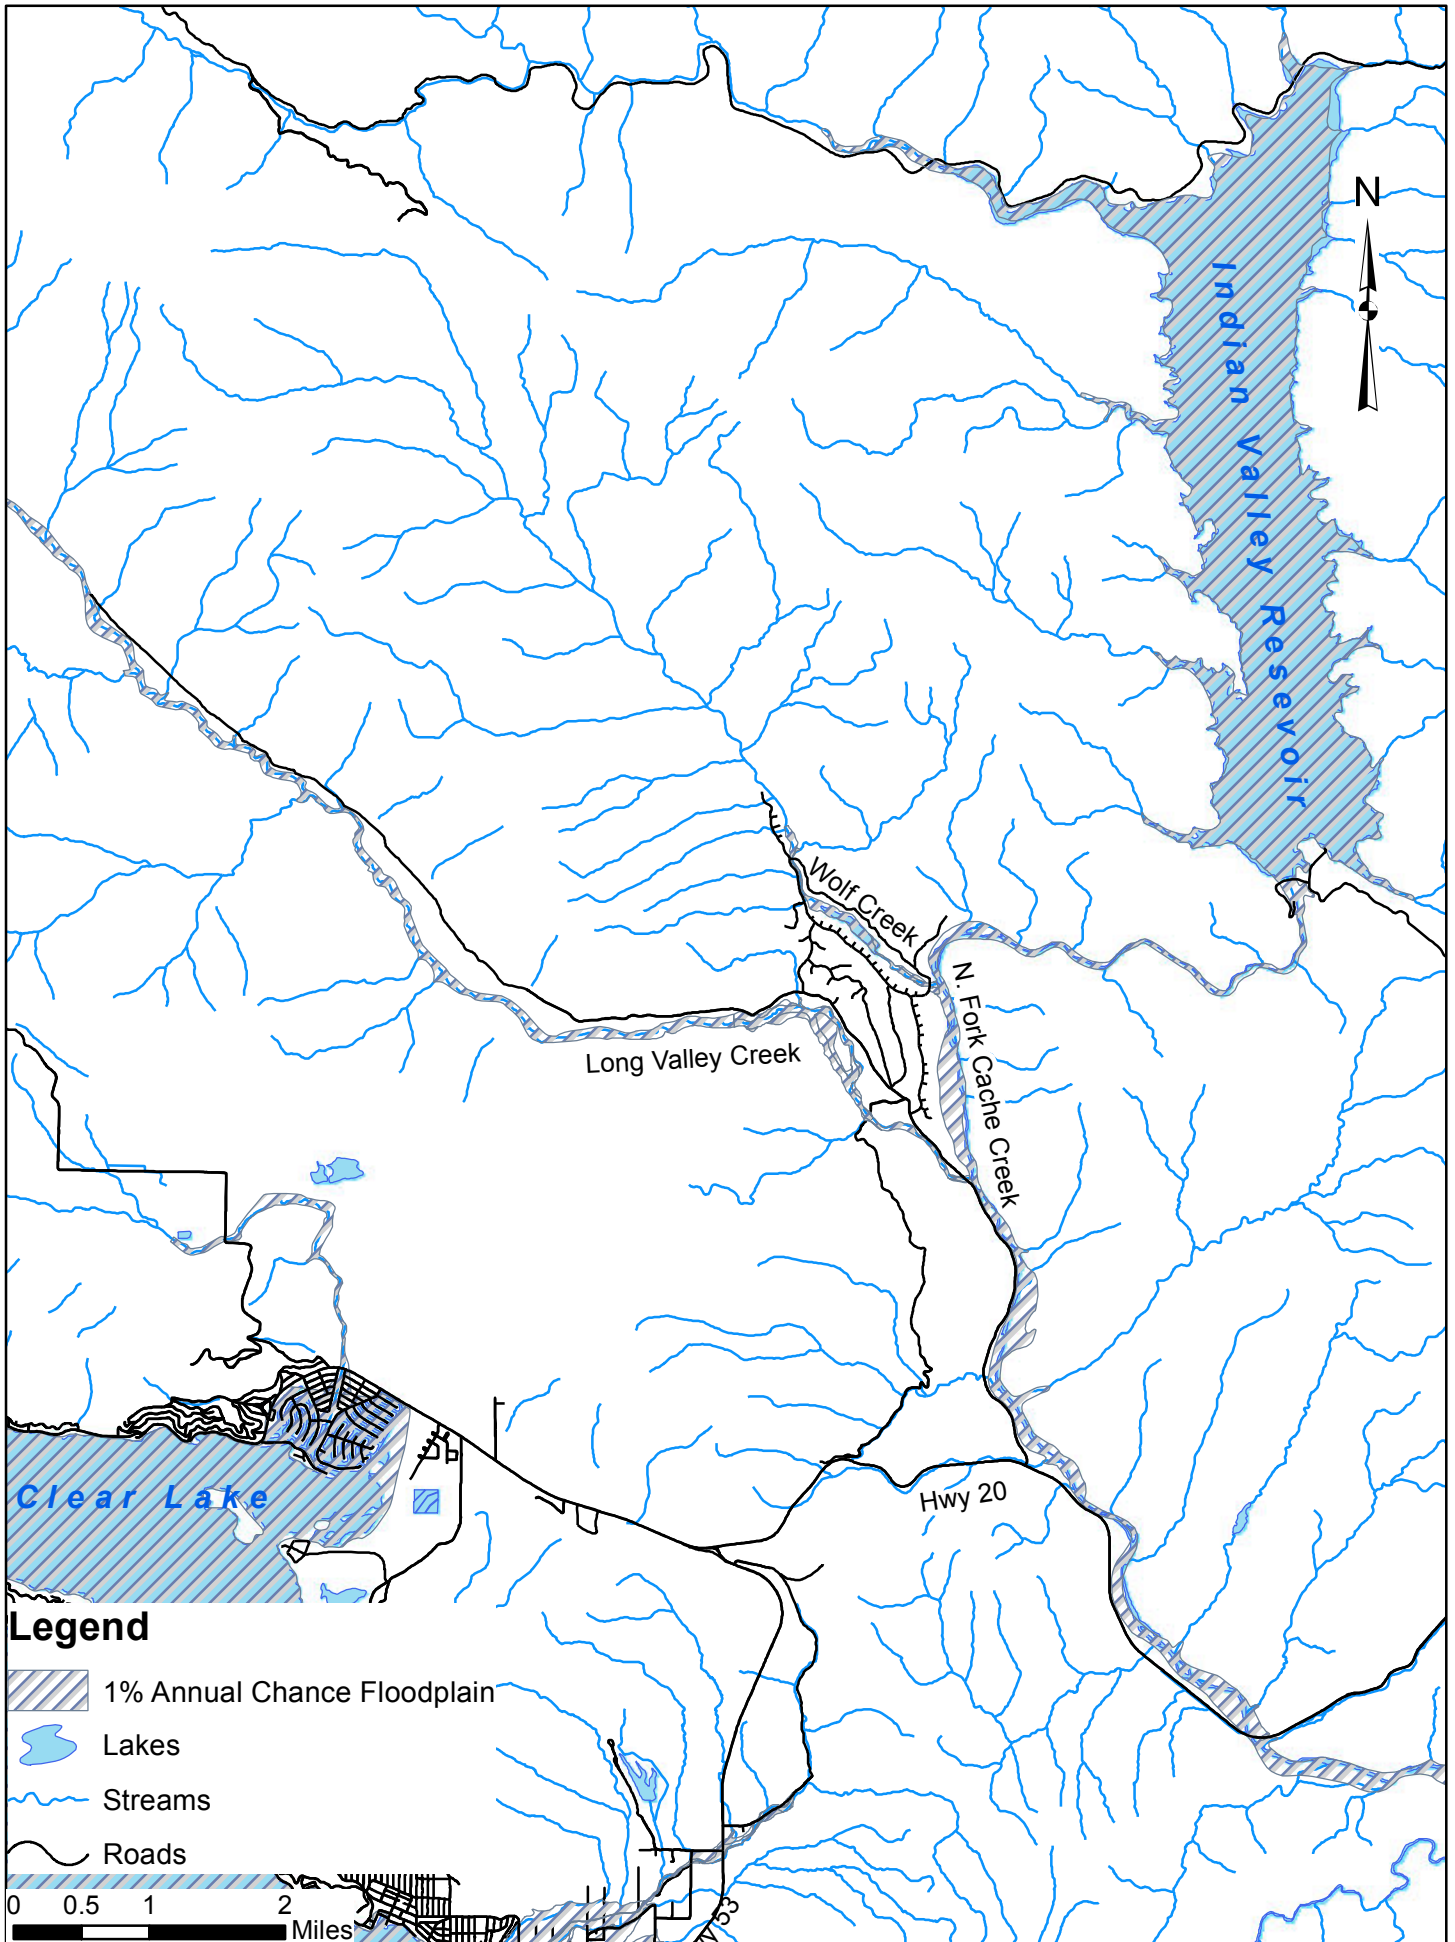 N
Indian Valley Resevoir
Wolf Creek
N. Fork Cache Creek
Long Valley Creek
Clear Lake
Hwy 20
Legend
1% Annual Chance Floodplain
Lakes
Streams
Roads
0 0.5 1 2
Miles
53